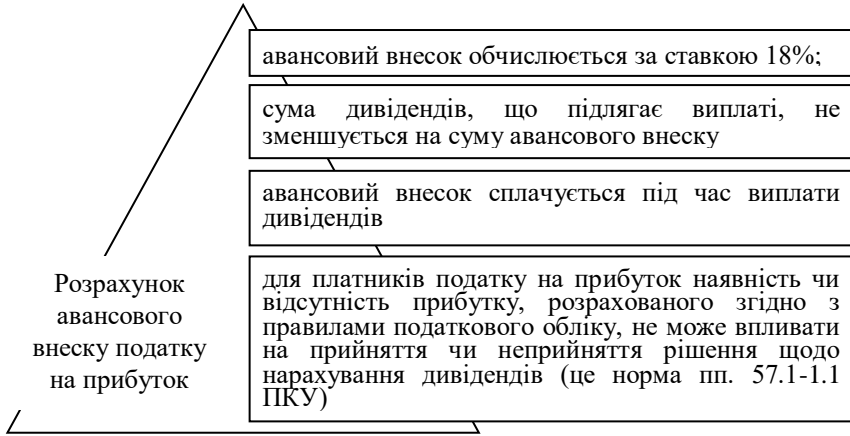 авансовий внесок обчислюється за ставкою 18%;
сума дивідендів, що підлягає виплаті, не
зменшується на суму авансового внеску
авансовий внесок сплачується під час виплати
дивідендів
Розрахунок
авансового
внеску податку
на прибуток
для платників податку на прибуток наявність чи
відсутність прибутку, розрахованого згідно з
правилами податкового обліку, не може впливати
на прийняття чи неприйняття рішення щодо
нарахування дивідендів (це норма пп. 57.1-1.1
ПКУ)